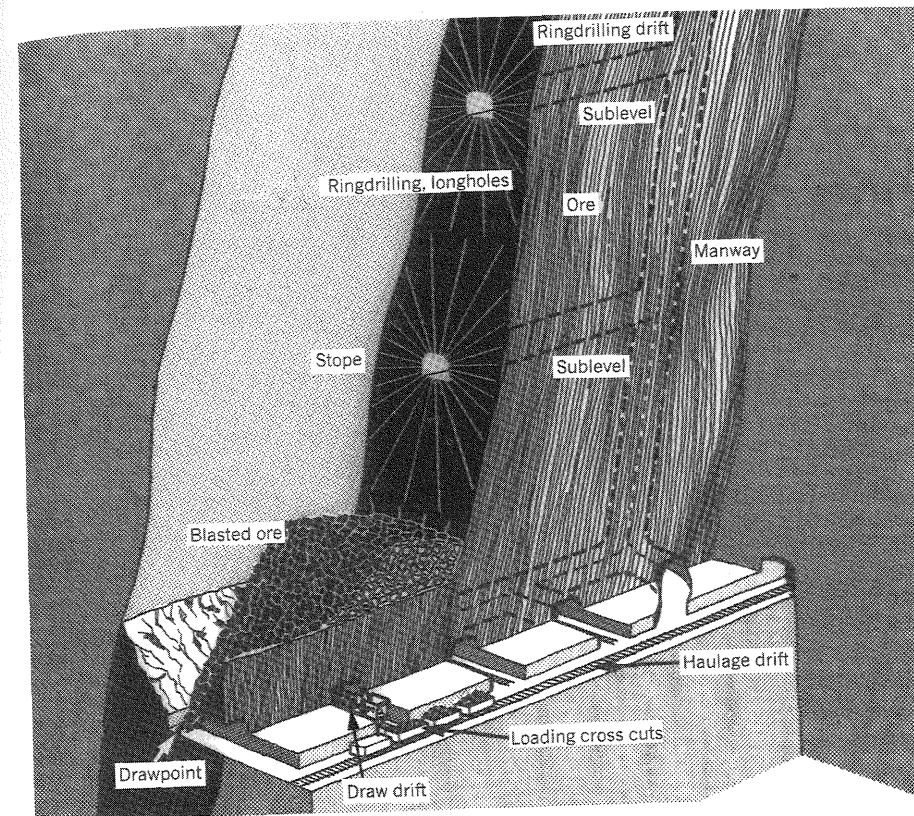 Ringdrilling drift
Sublevel
Ringdrilling, longholes
Ore
Manway
Stope
Sublevel
Blasted ore
Haulage drift
Loading cross cuts
Drawpoint
Draw drift